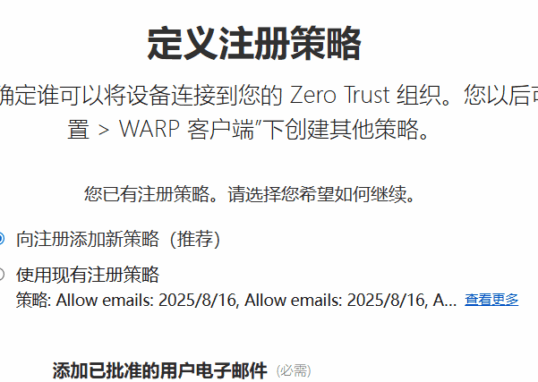 定义注册策略
确定谁可以将设备连接到您的 Zero Trust 组织。您以后可
置 > WARP 客户端”下创建其他策略。
您已有注册策略。请选择您希望如何继续。
向注册添加新策略（推荐）
使用现有注册策略
策略: Allow emails: 2025/8/16, Allow emails: 2025/8/16, A... 查看更多
添加已批准的用户电子邮件 (必需)